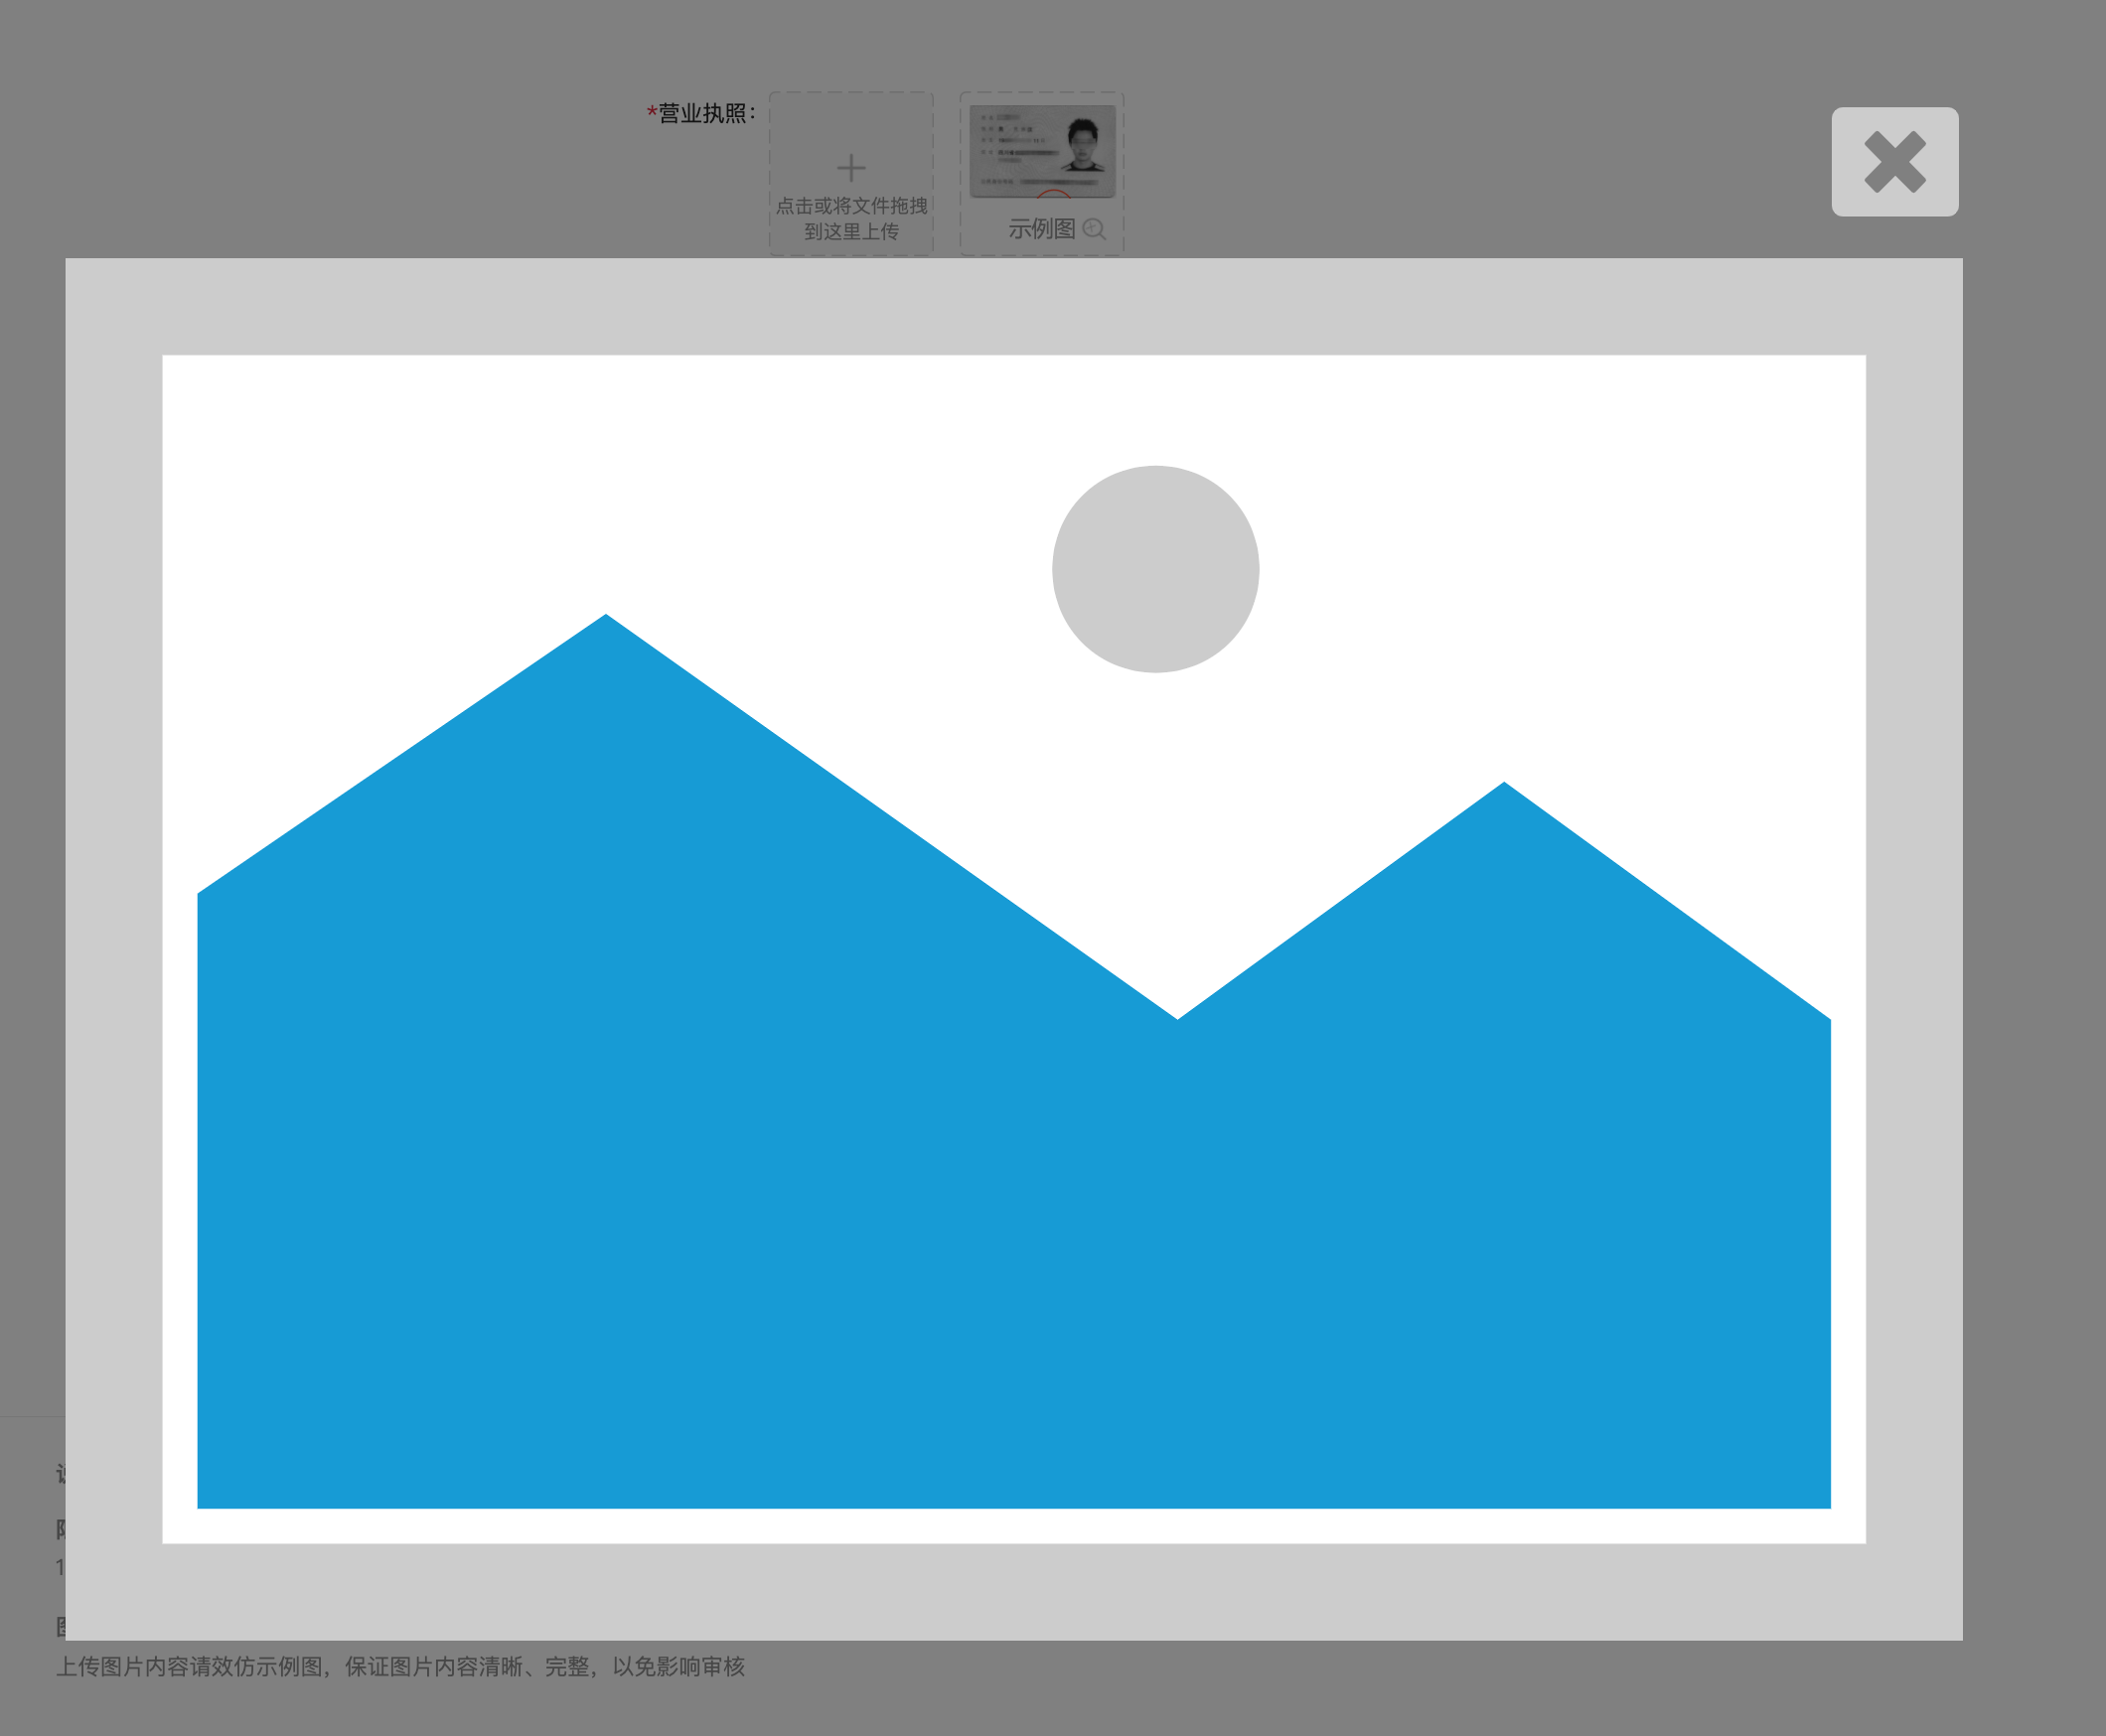 *营业执照：
点击或将文件拖拽
到这里上传
示例图
1
上传图片内容请效仿示例图，保证图片内容清晰、完整，以免影响审核